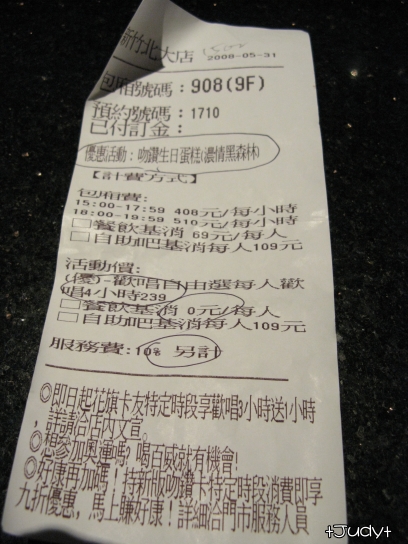 新竹北大店
2008-05-31
包廂號碼：908(9F)
預約號碼：1710
已付訂金：
優惠活動：吻鑽生日蛋糕(濃情黑森林)
【計費方式】
包廂費：
15:00-17:59 408元/每小時
18:00-19:59 510元/每小時
□餐飲基消 69元/每人
□自助吧基消每人109元
活動價：
(優)-歡唱自由選每人歡
唱4小時239
□餐飲基消 0元/每人
□自助吧基消每人109元
服務費：10% 另計
◎即日起花旗卡友特定時段享歡唱3小時送1小時
，詳請洽店內文宣。
◎想參加奧運嗎，喝百威就有機會！
◎好康再加碼！持新版吻鑽卡特定時段消費即享
九折優惠，馬上賺好康！詳細洽門市服務人員
+Judy+